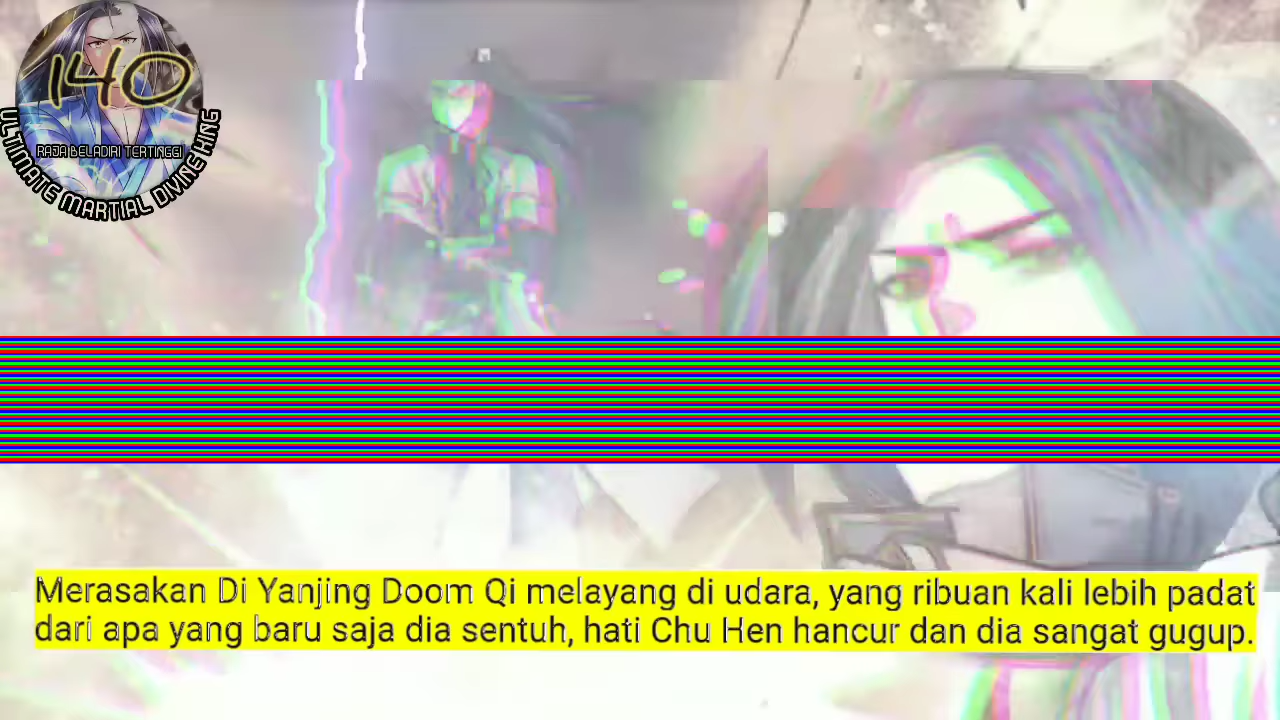 140
RAJA BELADIRI TERTINGGI
ULTIMATE MARTIAL DIVINE KING
Merasakan Di Yanjing Doom Qi melayang di udara, yang ribuan kali lebih padat
dari apa yang baru saja dia sentuh, hati Chu Hen hancur dan dia sangat gugup.